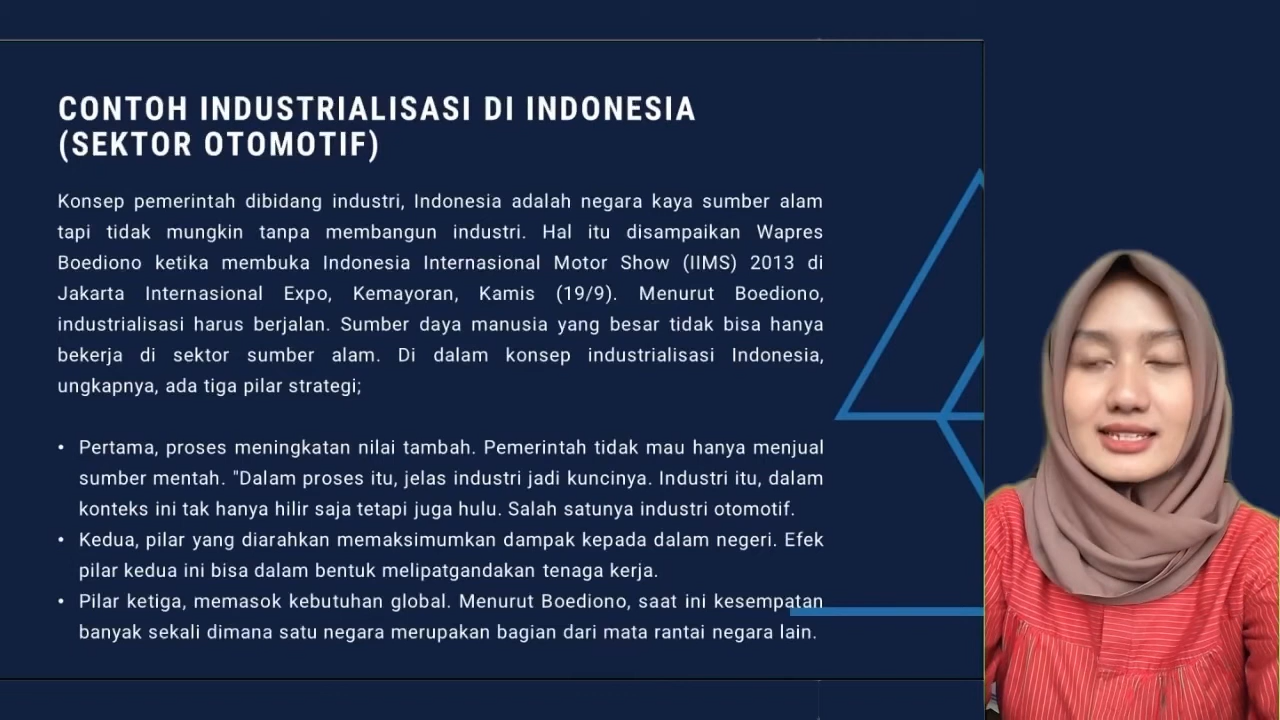 CONTOH INDUSTRIALISASI DI INDONESIA
(SEKTOR OTOMOTIF)
Konsep pemerintah dibidang industri, Indonesia adalah negara kaya sumber alam
tapi tidak mungkin tanpa membangun industri. Hal itu disampaikan Wapres
Boediono ketika membuka Indonesia Internasional Motor Show (IIMS) 2013 di
Jakarta Internasional Expo, Kemayoran, Kamis (19/9). Menurut Boediono,
industrialisasi harus berjalan. Sumber daya manusia yang besar tidak bisa hanya
bekerja di sektor sumber alam. Di dalam konsep industrialisasi Indonesia,
ungkapnya, ada tiga pilar strategi;
• Pertama, proses meningkatan nilai tambah. Pemerintah tidak mau hanya menjual
sumber mentah. "Dalam proses itu, jelas industri jadi kuncinya. Industri itu, dalam
konteks ini tak hanya hilir saja tetapi juga hulu. Salah satunya industri otomotif.
• Kedua, pilar yang diarahkan memaksimumkan dampak kepada dalam negeri. Efek
pilar kedua ini bisa dalam bentuk melipatgandakan tenaga kerja.
• Pilar ketiga, memasok kebutuhan global. Menurut Boediono, saat ini kesempatan
banyak sekali dimana satu negara merupakan bagian dari mata rantai negara lain.